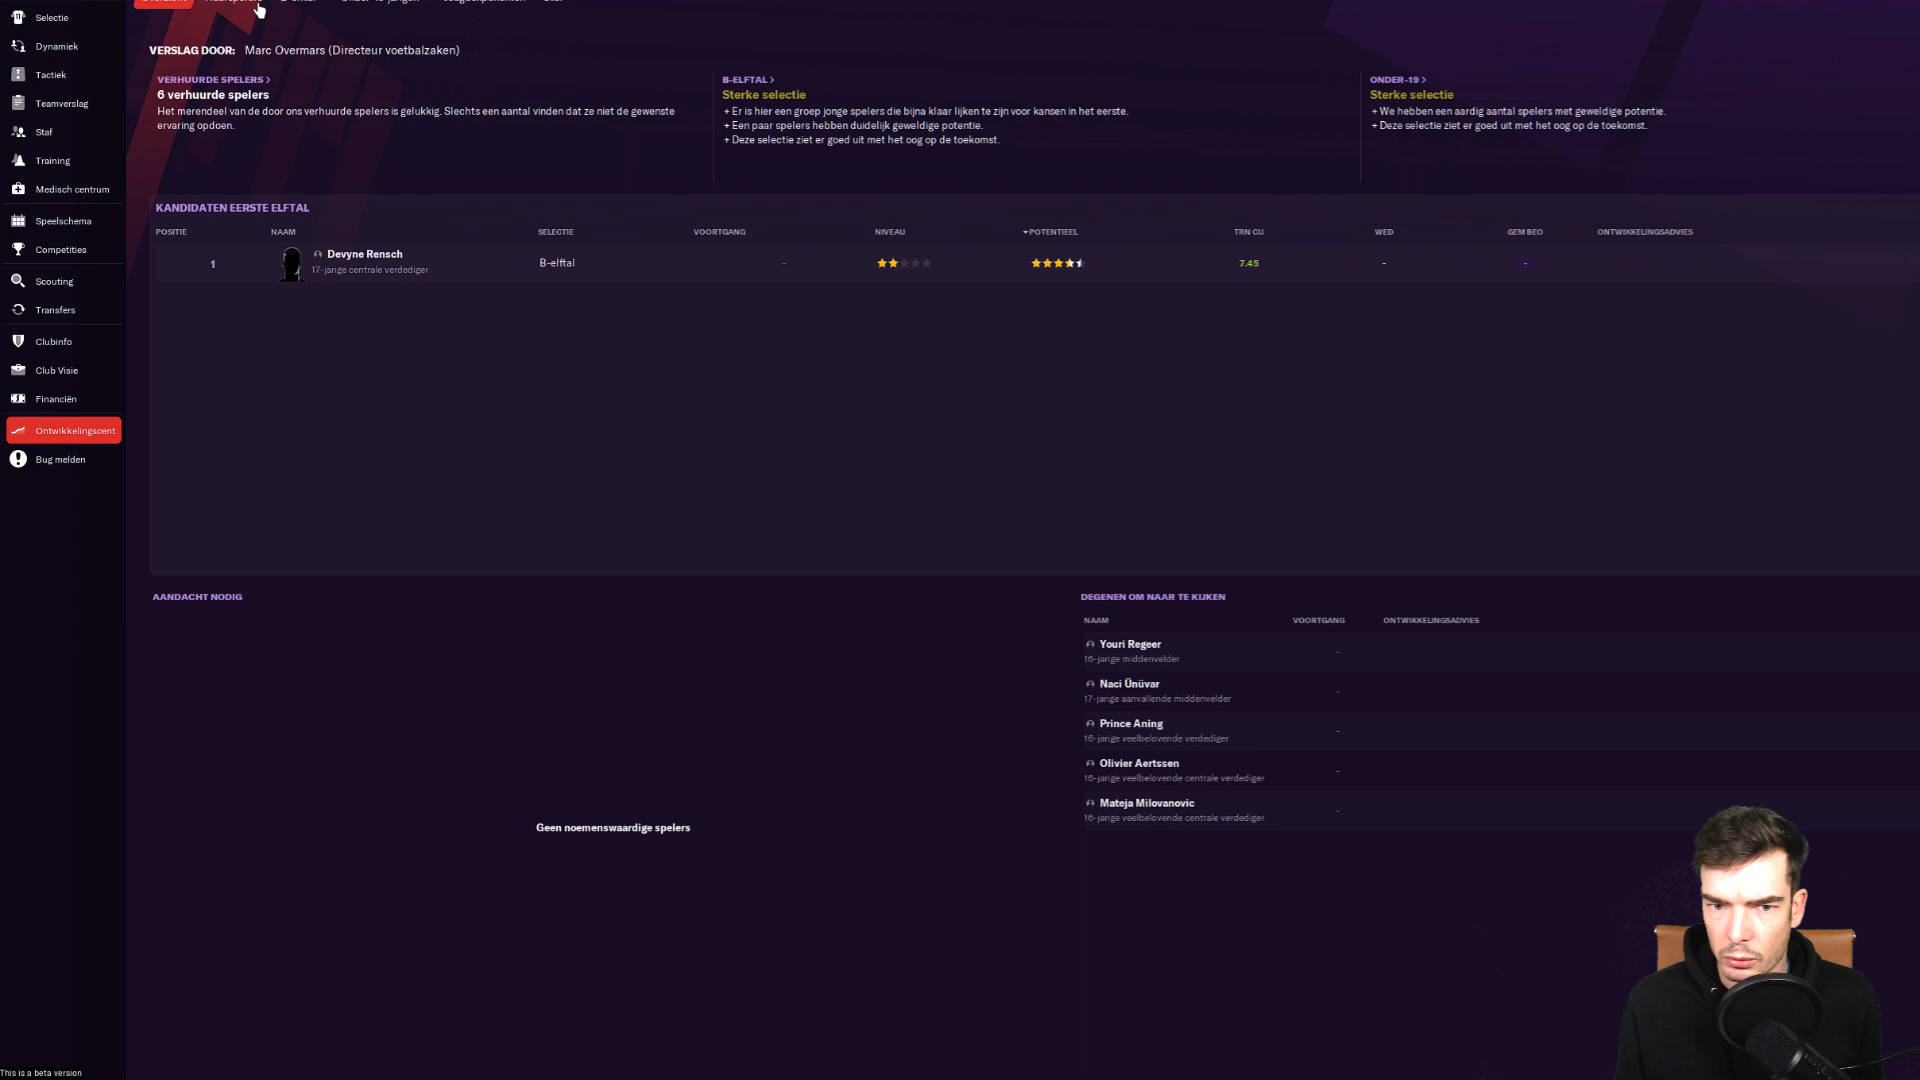 Selectie
Dynamiek
Tactiek
Teamverslag
Staf
Training
Medisch centrum
Speelschema
Competities
Scouting
Transfers
Clubinfo
Club Visie
Financiën
Ontwikkelingscent.
Bug melden
This is a beta version
VERSLAG DOOR: Marc Overmars (Directeur voetbalzaken)
VERHUURDE SPELERS >
6 verhuurde spelers
Het merendeel van de door ons verhuurde spelers is gelukkig. Slechts een aantal vinden dat ze niet de gewenste
ervaring opdoen.
B-ELFTAL >
Sterke selectie
+ Er is hier een groep jonge spelers die bijna klaar lijken te zijn voor kansen in het eerste.
+ Een paar spelers hebben duidelijk geweldige potentie.
+ Deze selectie ziet er goed uit met het oog op de toekomst.
ONDER-19 >
Sterke selectie
+ We hebben een aardig aantal spelers met geweldige potentie.
+ Deze selectie ziet er goed uit met het oog op de toekomst.
KANDIDATEN EERSTE ELFTAL
POSITIE NAAM SELECTIE VOORTGANG NIVEAU POTENTIEEL TRN CIJ WED GEM BEO ONTWIKKELINGSADVIES
1 Devyne Rensch B-elftal - 7.45 - -
17-jarige centrale verdediger
AANDACHT NODIG
Geen noemenswaardige spelers
DEGENEN OM NAAR TE KIJKEN
NAAM VOORTGANG ONTWIKKELINGSADVIES
Youri Regeer -
16-jarige middenvelder
Naci Ünüvar -
17-jarige aanvallende middenvelder
Prince Aning -
16-jarige veelbelovende verdediger
Olivier Aertssen -
16-jarige veelbelovende centrale verdediger
Mateja Milovanovic -
16-jarige veelbelovende centrale verdediger